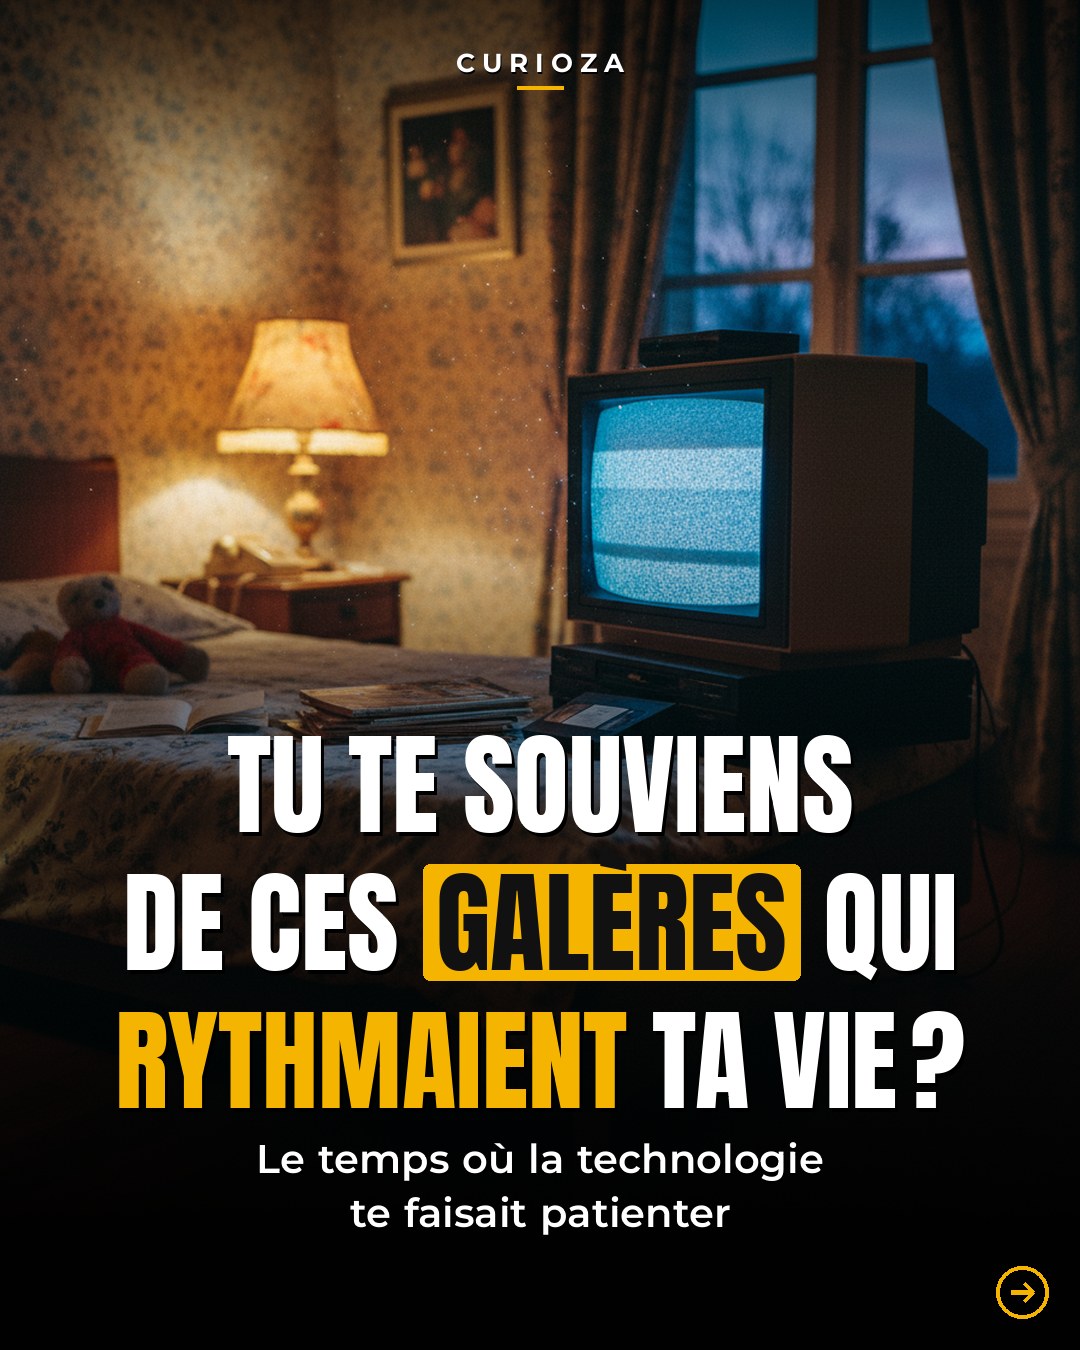 CURIOZA
TU TE SOUVIENS
DE CES GALÈRES QUI
RYTHMAIENT TA VIE ?
Le temps où la technologie
te faisait patienter